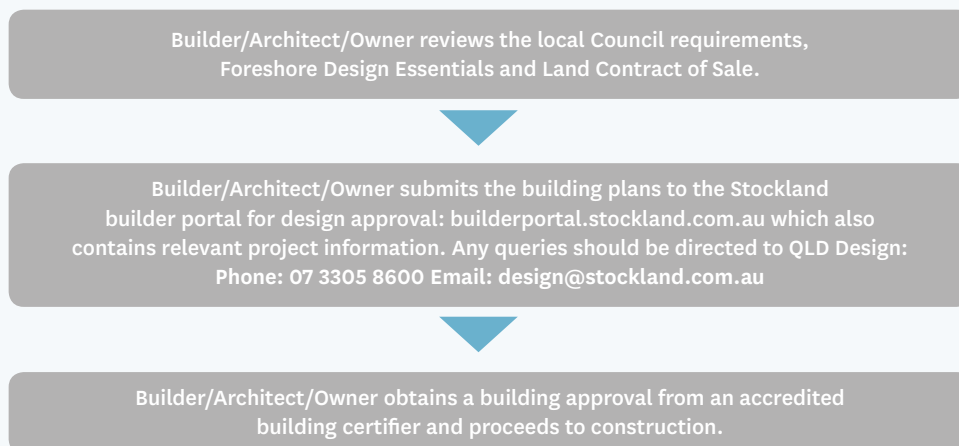 Builder/Architect/Owner reviews the local Council requirements,
Foreshore Design Essentials and Land Contract of Sale.
Builder/Architect/Owner submits the building plans to the Stockland
builder portal for design approval: builderportal.stockland.com.au which also
contains relevant project information. Any queries should be directed to QLD Design:
Phone: 07 3305 8600 Email: design@stockland.com.au
Builder/Architect/Owner obtains a building approval from an accredited
building certifier and proceeds to construction.